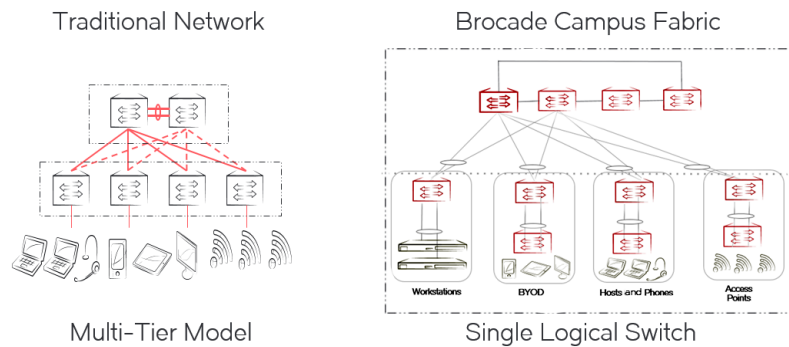 Traditional Network
Brocade Campus Fabric
Workstations
BYOD
Hosts and Phones
Access
Points
Multi-Tier Model
Single Logical Switch